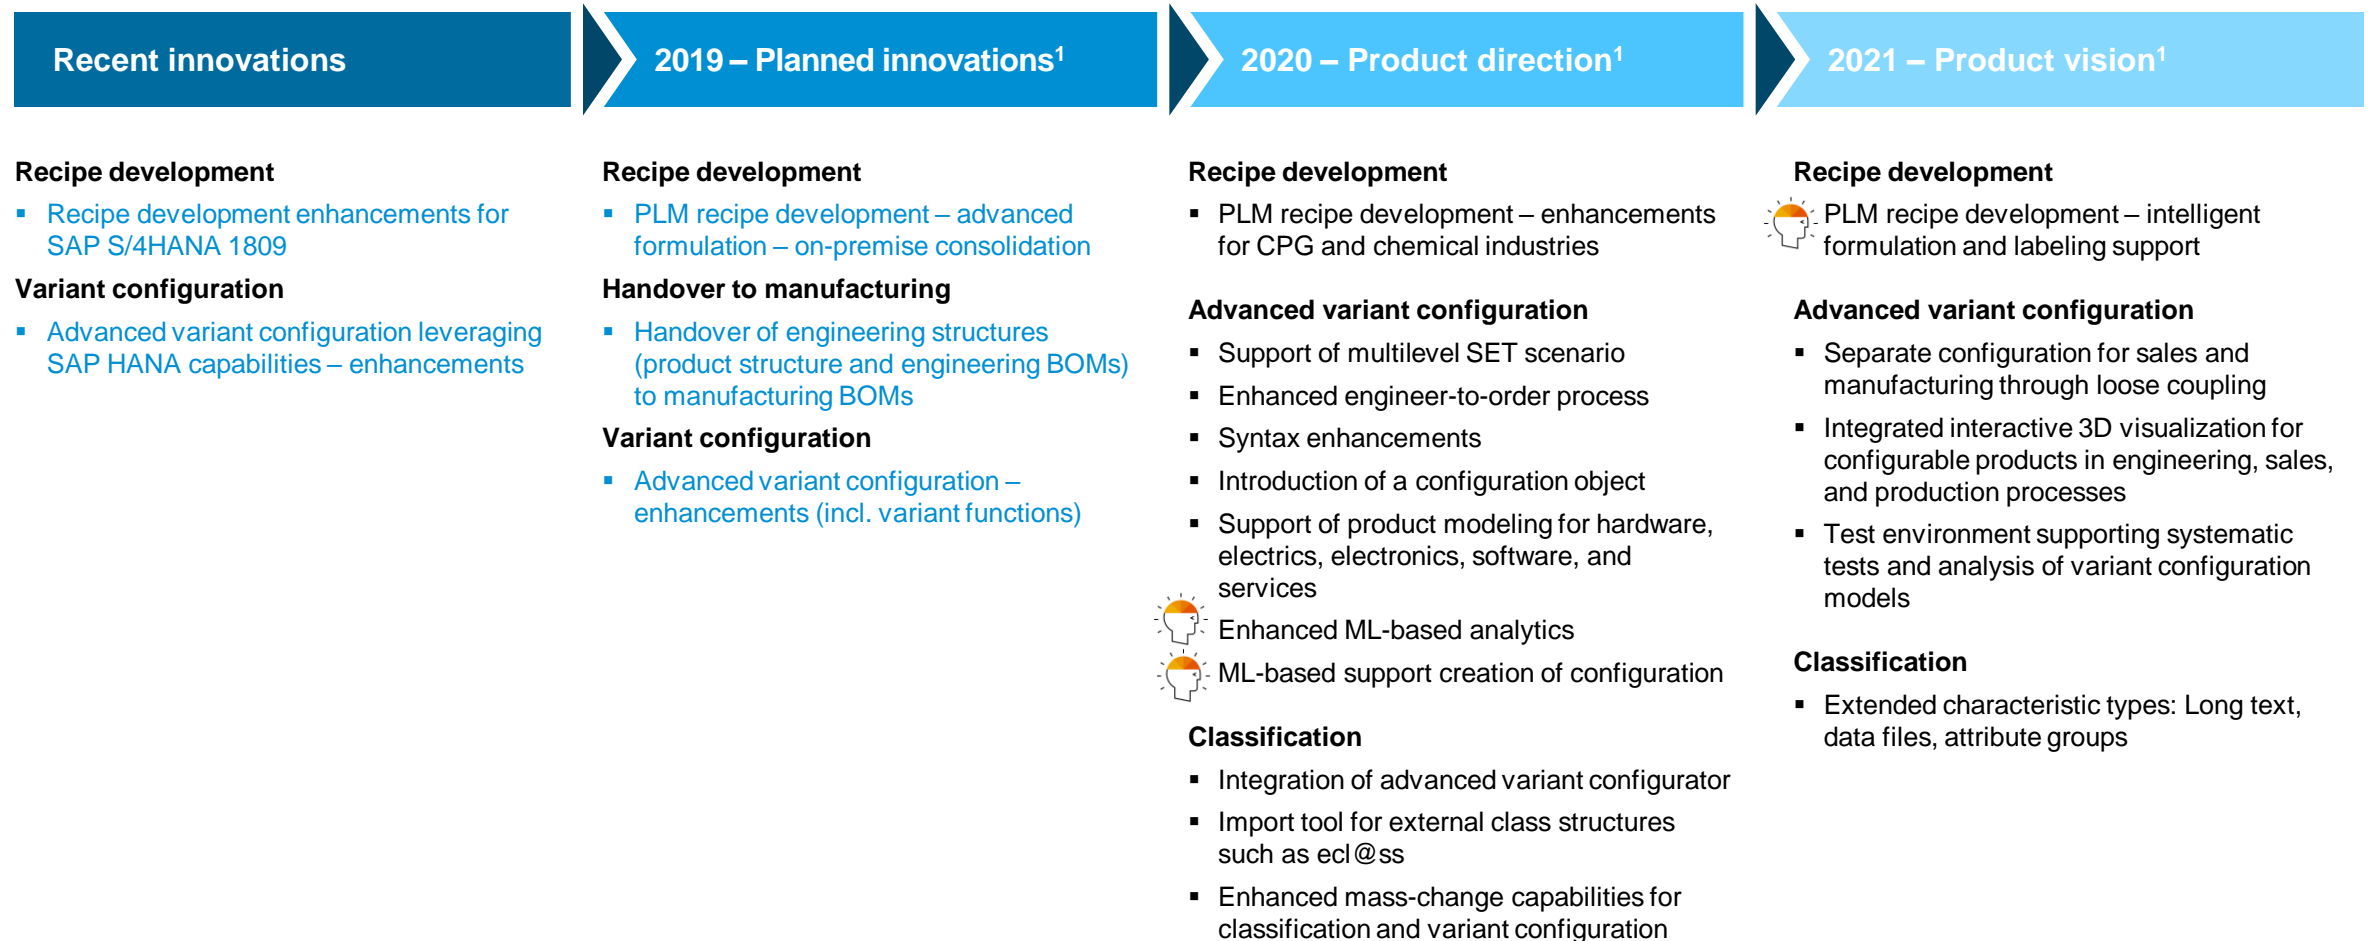 Recent innovations
2019 – Planned innovations¹
2020 – Product direction¹
2021 – Product vision¹
Recipe development
▪ Recipe development enhancements for
SAP S/4HANA 1809
Variant configuration
▪ Advanced variant configuration leveraging
SAP HANA capabilities – enhancements
Recipe development
▪ PLM recipe development – advanced
formulation – on-premise consolidation
Handover to manufacturing
▪ Handover of engineering structures
(product structure and engineering BOMs)
to manufacturing BOMs
Variant configuration
▪ Advanced variant configuration –
enhancements (incl. variant functions)
Recipe development
▪ PLM recipe development – enhancements
for CPG and chemical industries
Advanced variant configuration
▪ Support of multilevel SET scenario
▪ Enhanced engineer-to-order process
▪ Syntax enhancements
▪ Introduction of a configuration object
▪ Support of product modeling for hardware,
electrics, electronics, software, and
services
Enhanced ML-based analytics
ML-based support creation of configuration
Classification
▪ Integration of advanced variant configurator
▪ Import tool for external class structures
such as ecl@ss
▪ Enhanced mass-change capabilities for
classification and variant configuration
Recipe development
PLM recipe development – intelligent
formulation and labeling support
Advanced variant configuration
▪ Separate configuration for sales and
manufacturing through loose coupling
▪ Integrated interactive 3D visualization for
configurable products in engineering, sales,
and production processes
▪ Test environment supporting systematic
tests and analysis of variant configuration
models
Classification
▪ Extended characteristic types: Long text,
data files, attribute groups